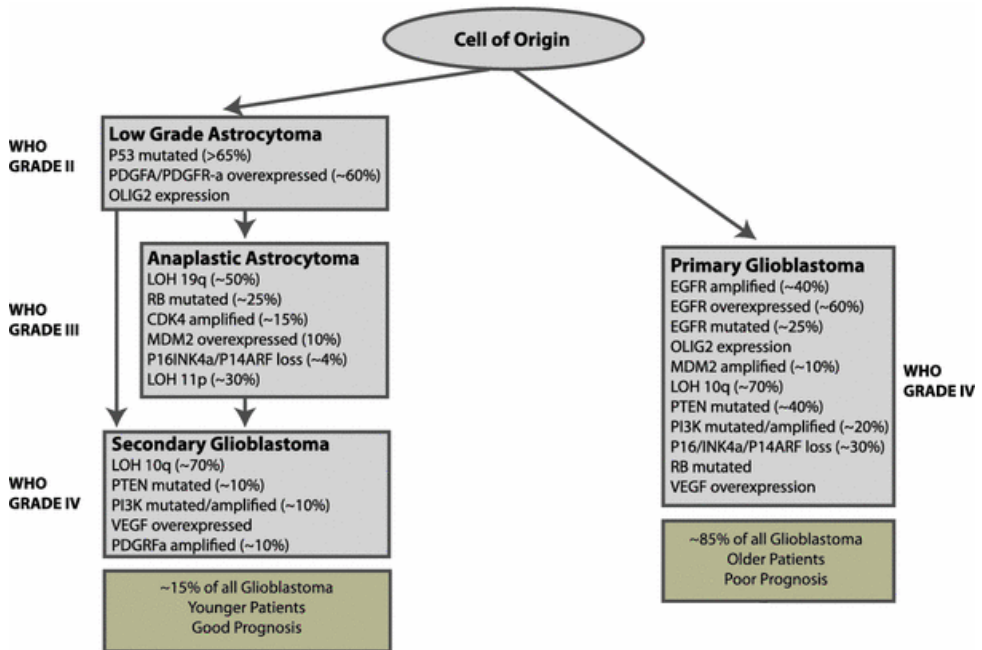 Cell of Origin
WHO
GRADE II
Low Grade Astrocytoma
P53 mutated (>65%)
PDGFA/PDGFR-a overexpressed (~60%)
OLIG2 expression
WHO
GRADE III
Anaplastic Astrocytoma
LOH 19q (~50%)
RB mutated (~25%)
CDK4 amplified (~15%)
MDM2 overexpressed (10%)
P16INK4a/P14ARF loss (~4%)
LOH 11p (~30%)
WHO
GRADE IV
Secondary Glioblastoma
LOH 10q (~70%)
PTEN mutated (~10%)
PI3K mutated/amplified (~10%)
VEGF overexpressed
PDGRFa amplified (~10%)
~15% of all Glioblastoma
Younger Patients
Good Prognosis
Primary Glioblastoma
EGFR amplified (~40%)
EGFR overexpressed (~60%)
EGFR mutated (~25%)
OLIG2 expression
MDM2 amplified (~10%)
LOH 10q (~70%)
PTEN mutated (~40%)
PI3K mutated/amplified (~20%)
P16/INK4a/P14ARF loss (~30%)
RB mutated
VEGF overexpression
WHO
GRADE IV
~85% of all Glioblastoma
Older Patients
Poor Prognosis